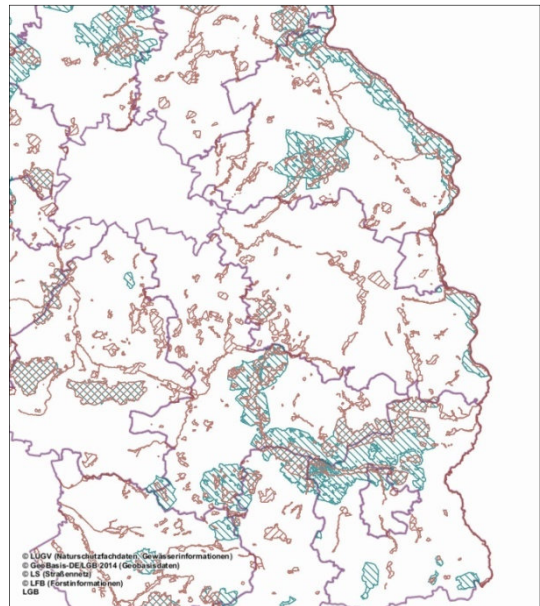 © LUGV (Naturschutzfachdaten, Gewässerinformationen)
© GeoBasis-DE/LGB 2014 (Geobasisdaten)
© LS (Straßennetz)
© LFB (Forstinformationen)
LGB